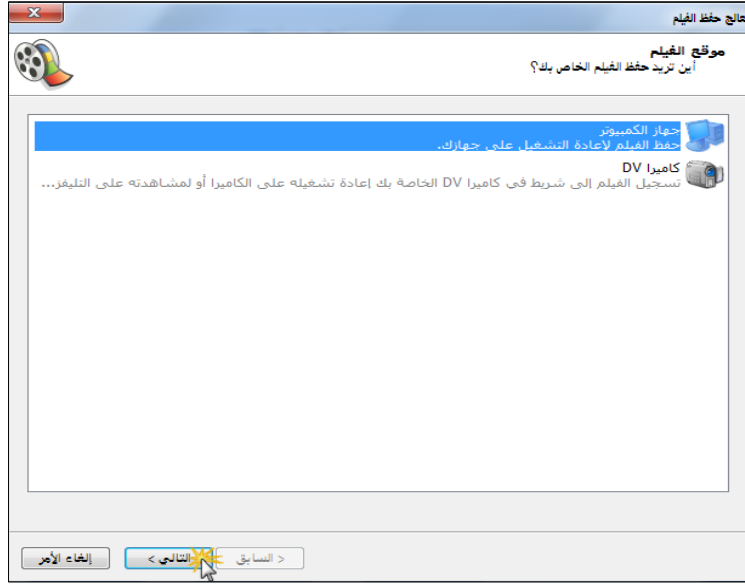 عالج حفظ الفيلم
موقع الفيلم
أين تريد حفظ الفيلم الخاص بك؟
جهاز الكمبيوتر
حفظ الفيلم لإعادة التشغيل على جهازك.
كاميرا DV
تسجيل الفيلم إلى شريط في كاميرا DV الخاصة بك إعادة تشغيله على الكاميرا أو لمشاهدته على التليفز...
< السابق
التالي >
إلغاء الأمر